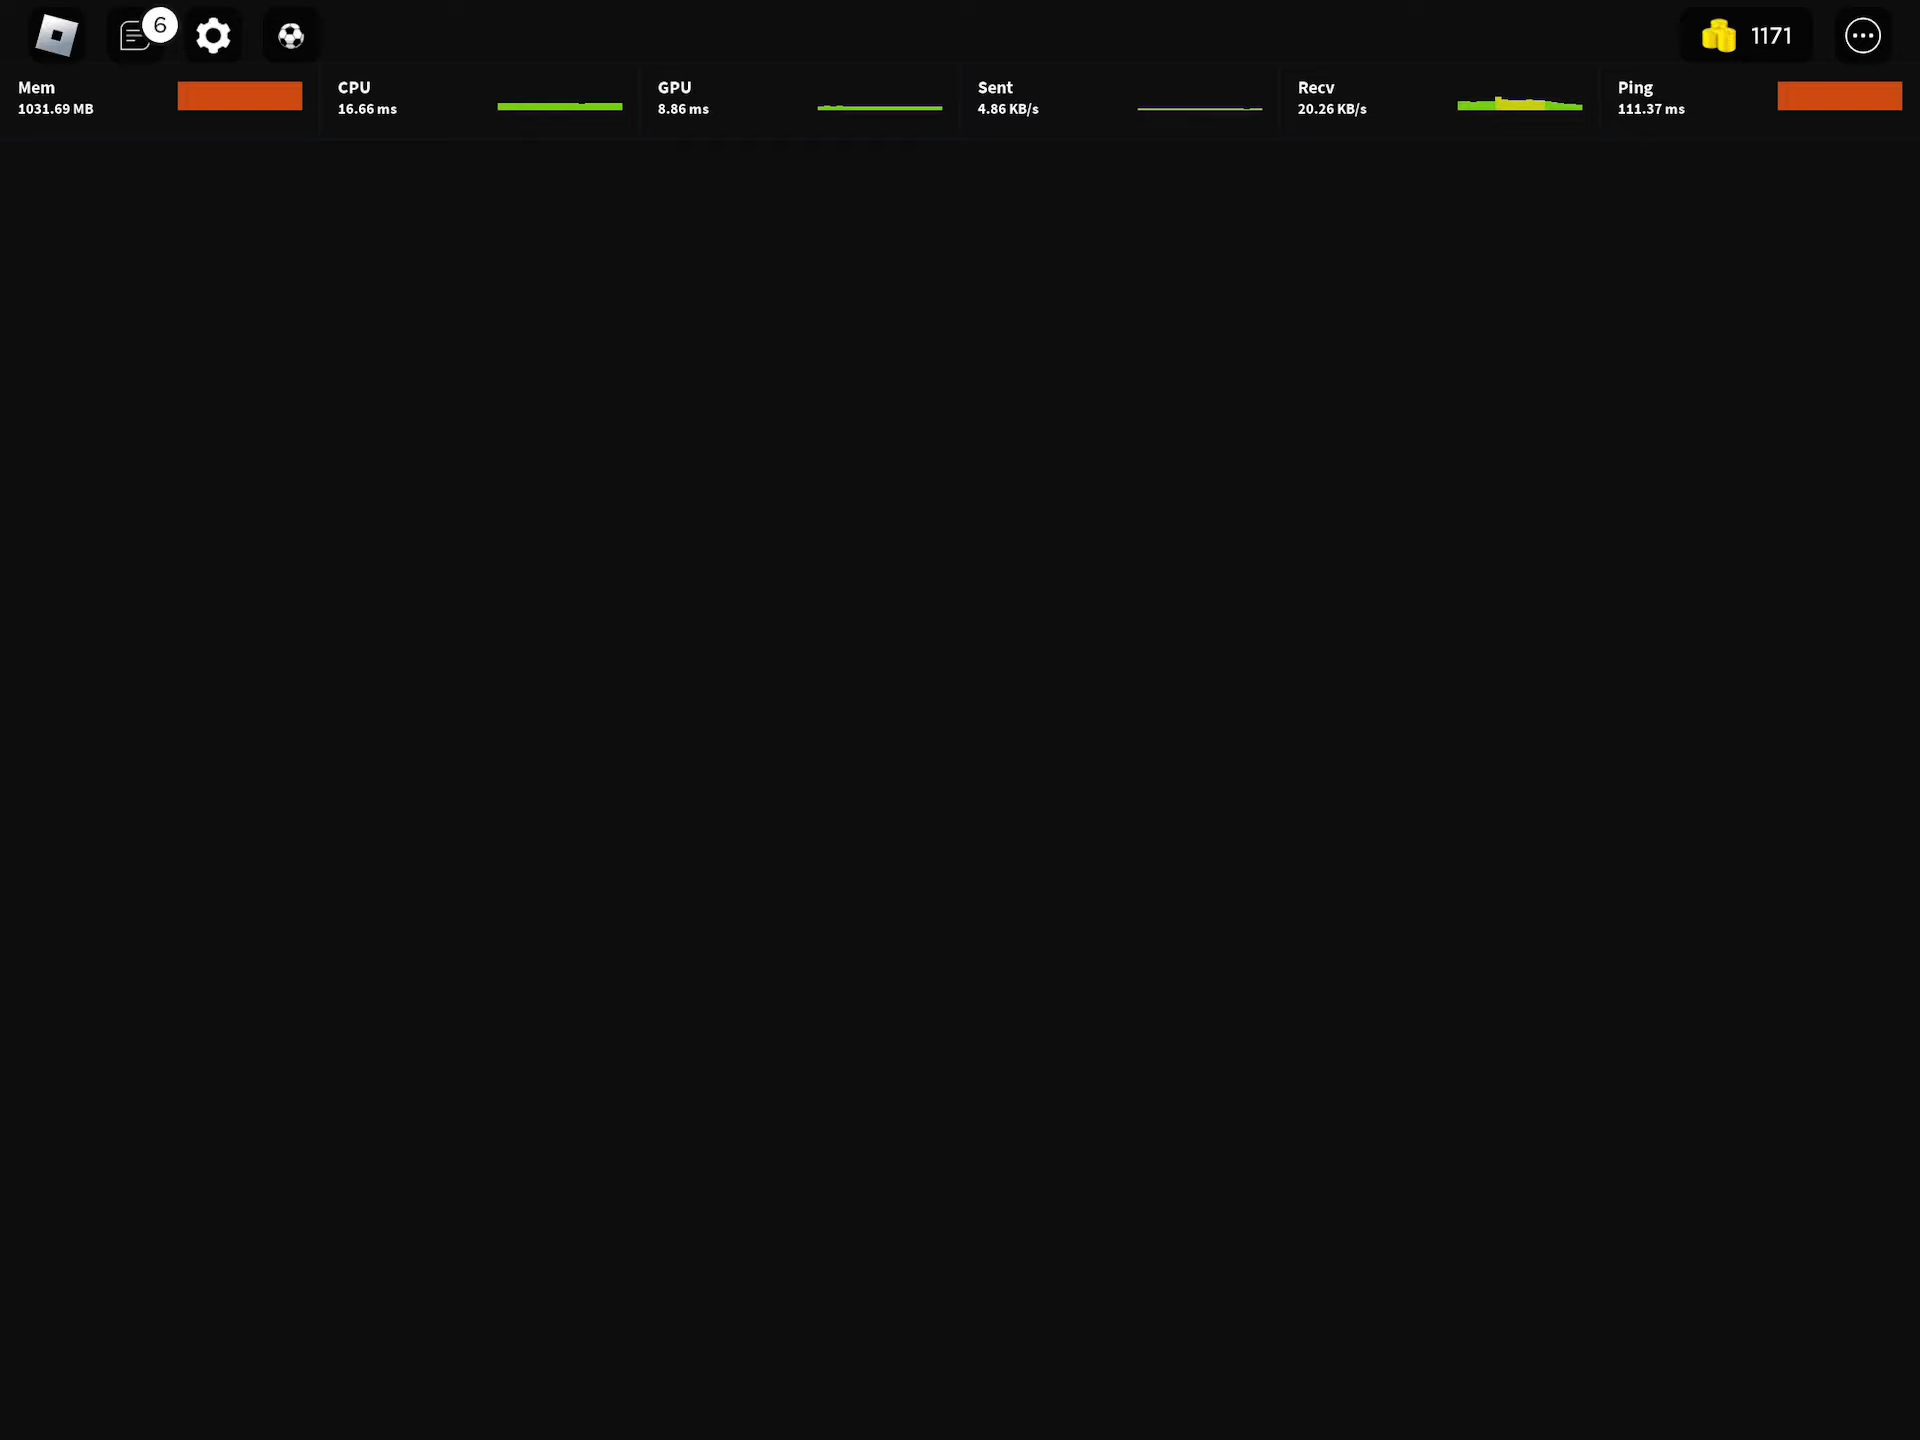 6
1171
Mem
1031.69 MB
CPU
16.66 ms
GPU
8.86 ms
Sent
4.86 KB/s
Recv
20.26 KB/s
Ping
111.37 ms